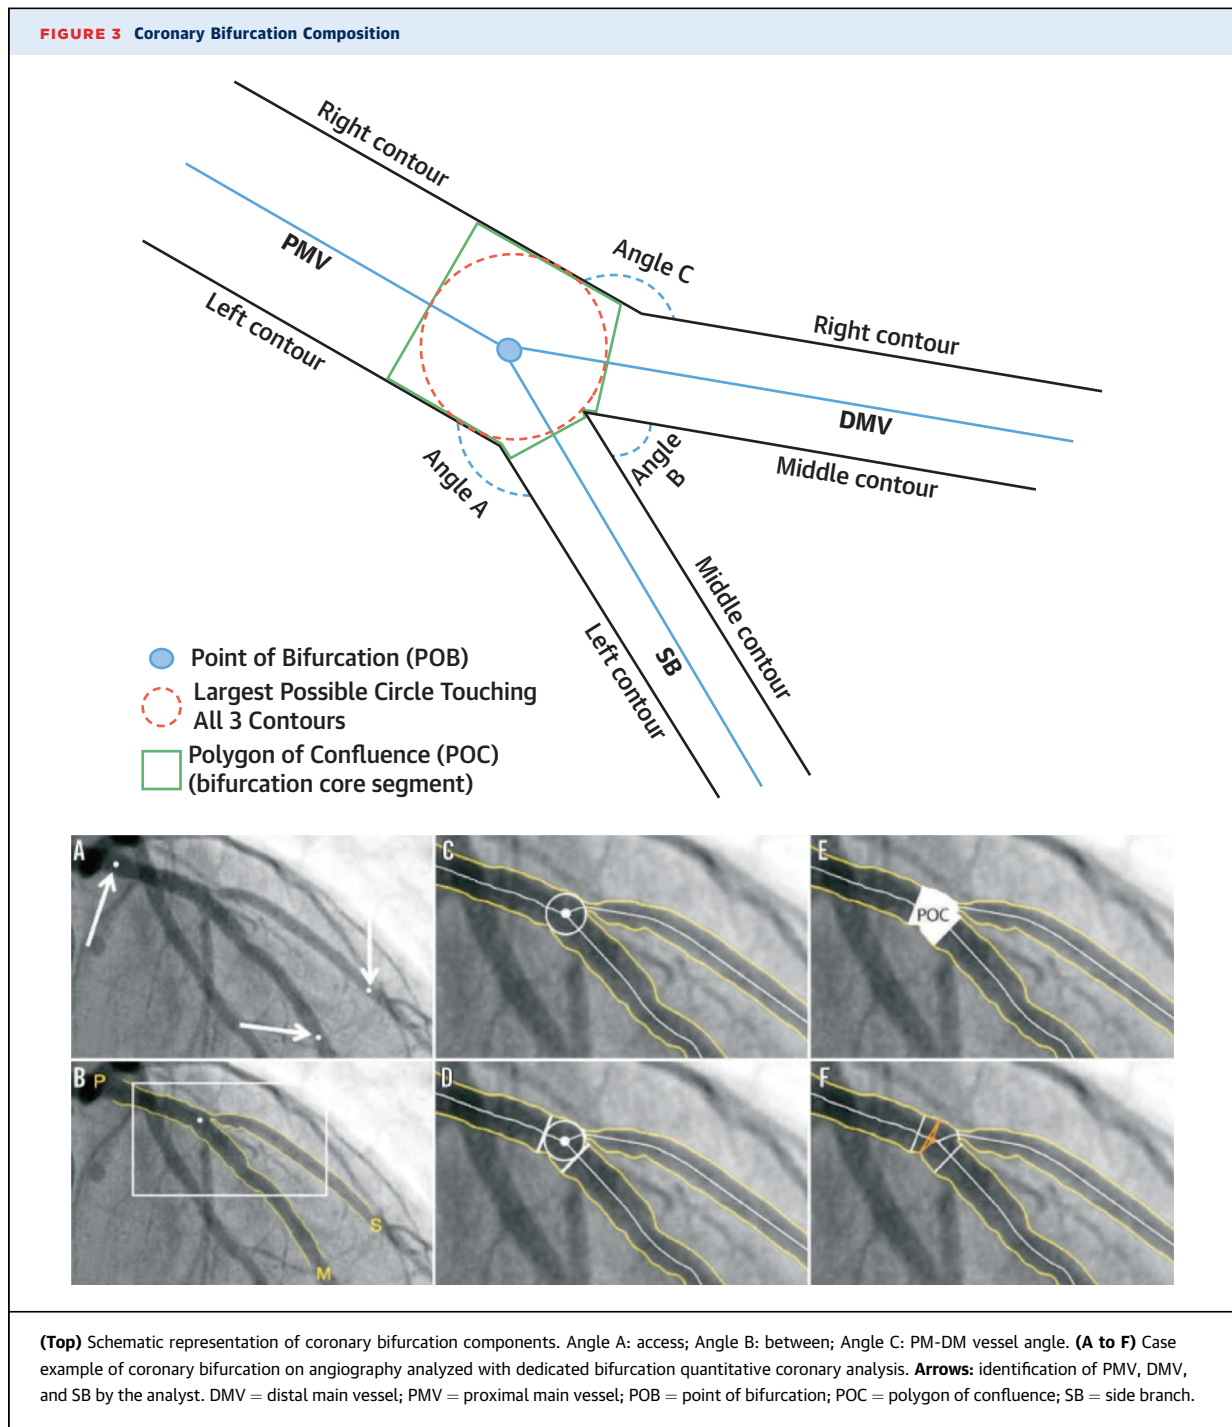 FIGURE 3 Coronary Bifurcation Composition
Right contour
PMV
Left contour
Angle C
Right contour
DMV
Angle B
Middle contour
Angle A
Middle contour
SB
Left contour
Point of Bifurcation (POB)
Largest Possible Circle Touching
All 3 Contours
Polygon of Confluence (POC)
(bifurcation core segment)
A
C
E
POC
B
P
S
M
D
F
(Top) Schematic representation of coronary bifurcation components. Angle A: access; Angle B: between; Angle C: PM-DM vessel angle. (A to F) Case
example of coronary bifurcation on angiography analyzed with dedicated bifurcation quantitative coronary analysis. Arrows: identification of PMV, DMV,
and SB by the analyst. DMV = distal main vessel; PMV = proximal main vessel; POB = point of bifurcation; POC = polygon of confluence; SB = side branch.